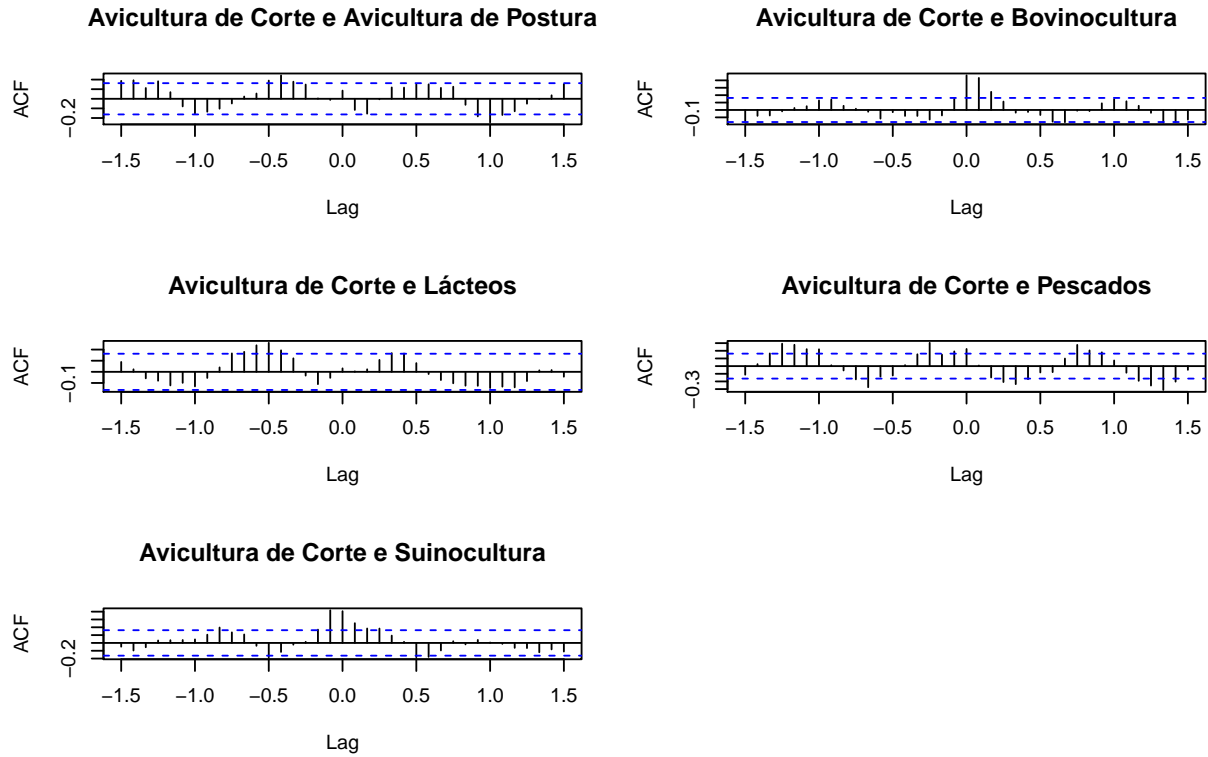 Avicultura de Corte e Avicultura de Postura
ACF
−0.2
−1.5 −1.0 −0.5 0.0 0.5 1.0 1.5
Lag
Avicultura de Corte e Bovinocultura
ACF
−0.1
−1.5 −1.0 −0.5 0.0 0.5 1.0 1.5
Lag
Avicultura de Corte e Lácteos
ACF
−0.1
−1.5 −1.0 −0.5 0.0 0.5 1.0 1.5
Lag
Avicultura de Corte e Pescados
ACF
−0.3
−1.5 −1.0 −0.5 0.0 0.5 1.0 1.5
Lag
Avicultura de Corte e Suinocultura
ACF
−0.2
−1.5 −1.0 −0.5 0.0 0.5 1.0 1.5
Lag